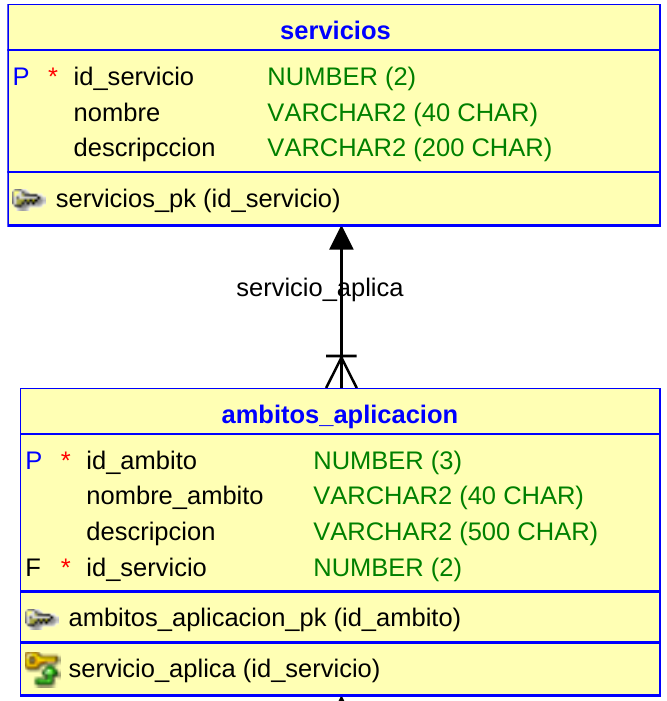 servicios
P * id_servicio NUMBER (2)
nombre VARCHAR2 (40 CHAR)
descripccion VARCHAR2 (200 CHAR)
servicios_pk (id_servicio)
servicio_aplica
ambitos_aplicacion
P * id_ambito NUMBER (3)
nombre_ambito VARCHAR2 (40 CHAR)
descripcion VARCHAR2 (500 CHAR)
F * id_servicio NUMBER (2)
ambitos_aplicacion_pk (id_ambito)
servicio_aplica (id_servicio)